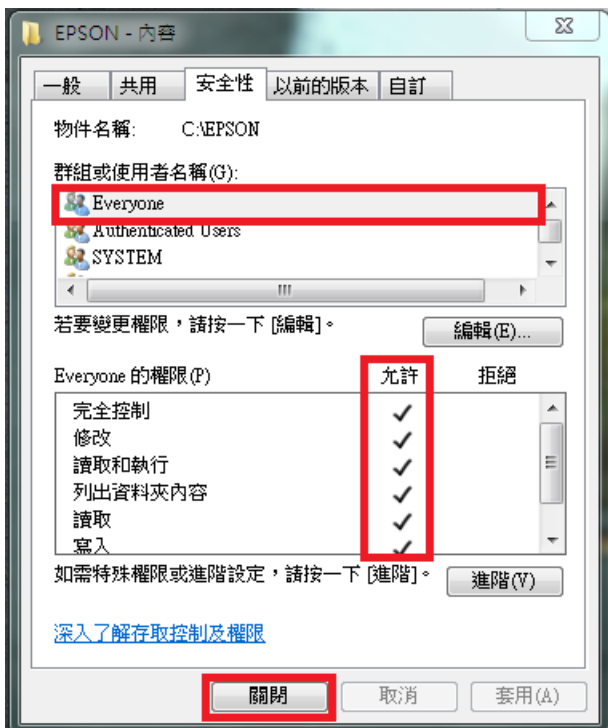 EPSON - 內容
一般 共用 安全性 以前的版本 自訂
物件名稱: C:\EPSON
群組或使用者名稱(G):
Everyone
Authenticated Users
SYSTEM
若要變更權限，請按一下 [編輯]。 編輯(E)...
Everyone 的權限(P) 允許 拒絕
完全控制
修改
讀取和執行
列出資料夾內容
讀取
寫入
如需特殊權限或進階設定，請按一下 [進階]。 進階(V)
深入了解存取控制及權限
關閉 取消 套用(A)